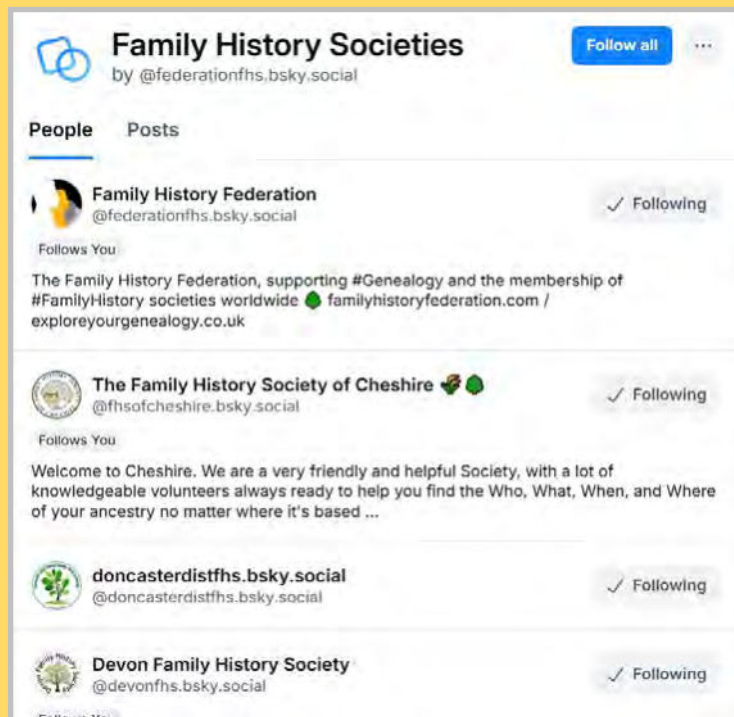 Family History Societies
Follow all
by @federationfhs.bsky.social
People Posts
Family History Federation
@federationfhs.bsky.social
Following
Follows You
The Family History Federation, supporting #Genealogy and the membership of
#FamilyHistory societies worldwide 🌳 familyhistoryfederation.com /
exploreyourgenealogy.co.uk
The Family History Society of Cheshire
@fhsofcheshire.bsky.social
Following
Follows You
Welcome to Cheshire. We are a very friendly and helpful Society, with a lot of
knowledgeable volunteers always ready to help you find the Who, What, When, and Where
of your ancestry no matter where it's based ...
doncasterdistfhs.bsky.social
@doncasterdistfhs.bsky.social
Following
Devon Family History Society
@devonfhs.bsky.social
Following